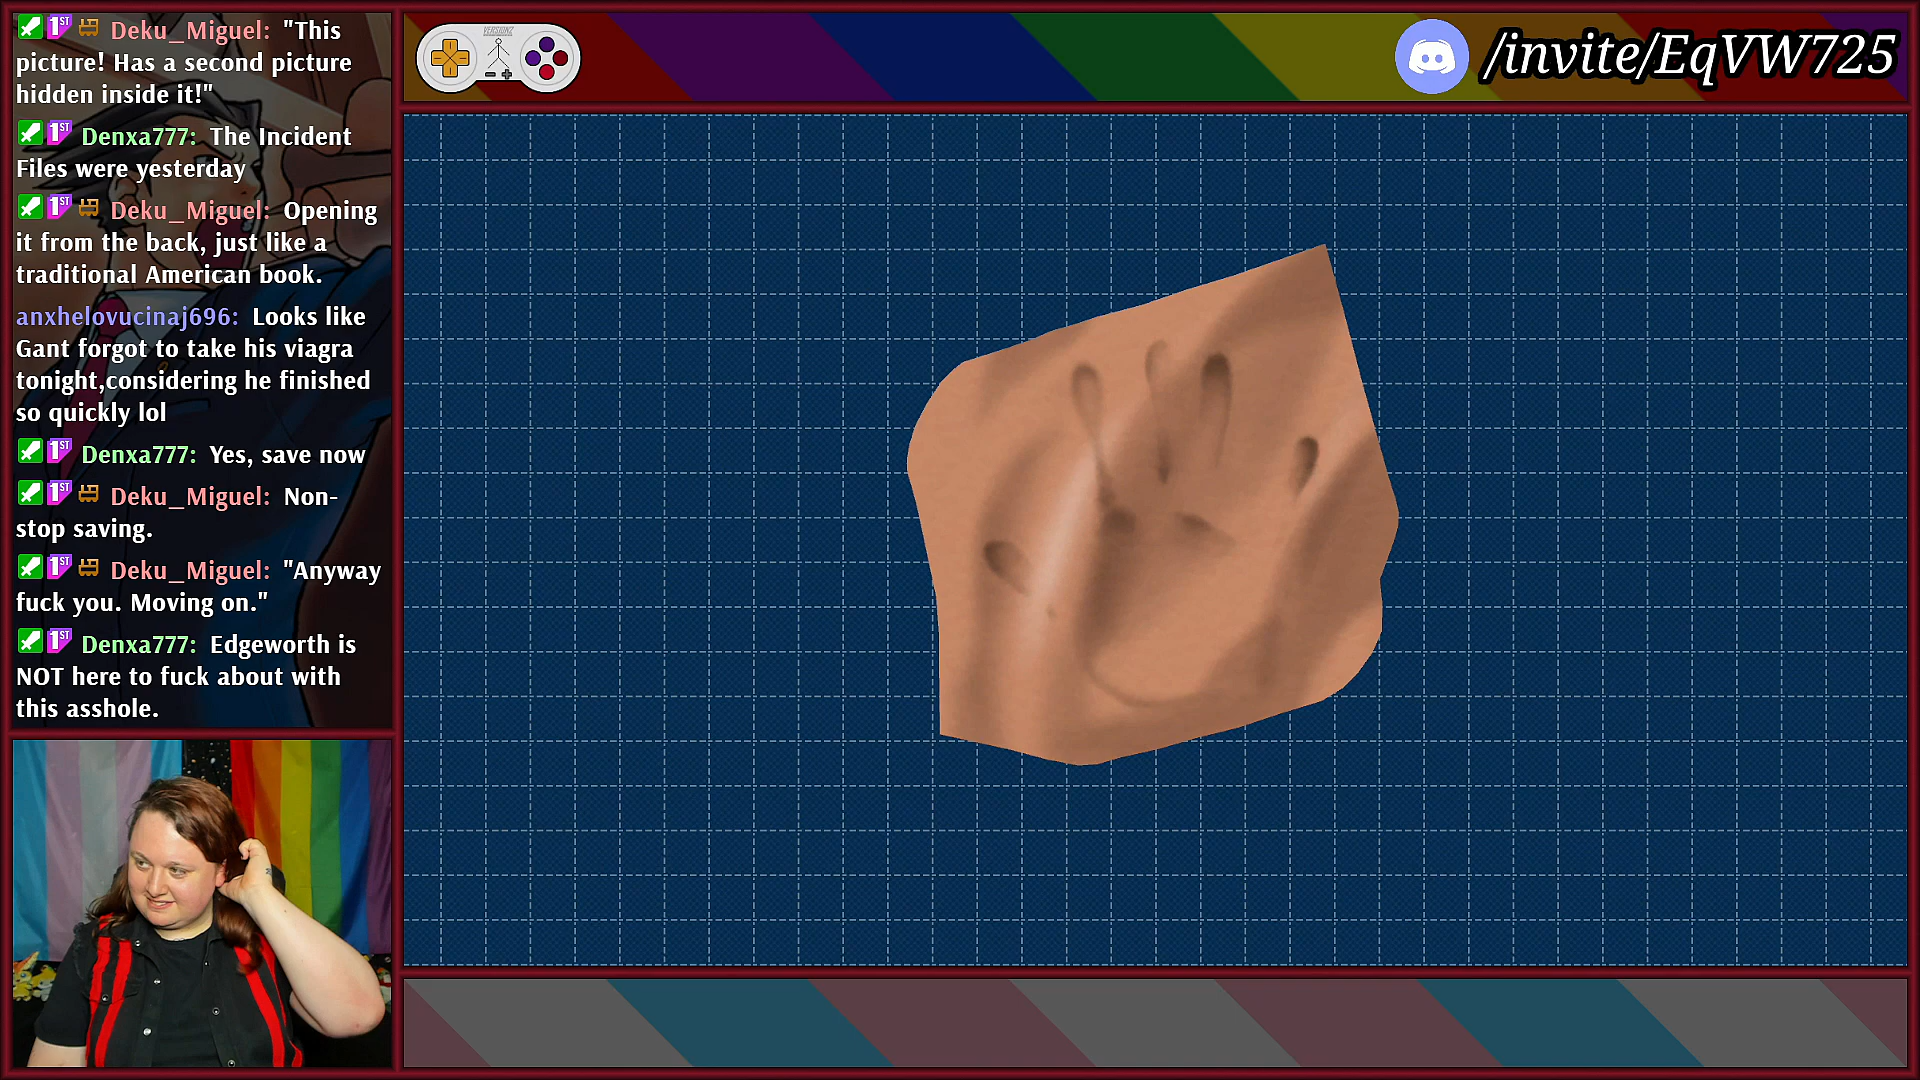 Deku_Miguel: "This
picture! Has a second picture
hidden inside it!"
Denxa777: The Incident
Files were yesterday
Deku_Miguel: Opening
it from the back, just like a
traditional American book.
anxhelovucinaj696: Looks like
Gant forgot to take his viagra
tonight,considering he finished
so quickly lol
Denxa777: Yes, save now
Deku_Miguel: Non-
stop saving.
Deku_Miguel: "Anyway
fuck you. Moving on."
Denxa777: Edgeworth is
NOT here to fuck about with
this asshole.
VERSIONZ
/invite/EqVW725